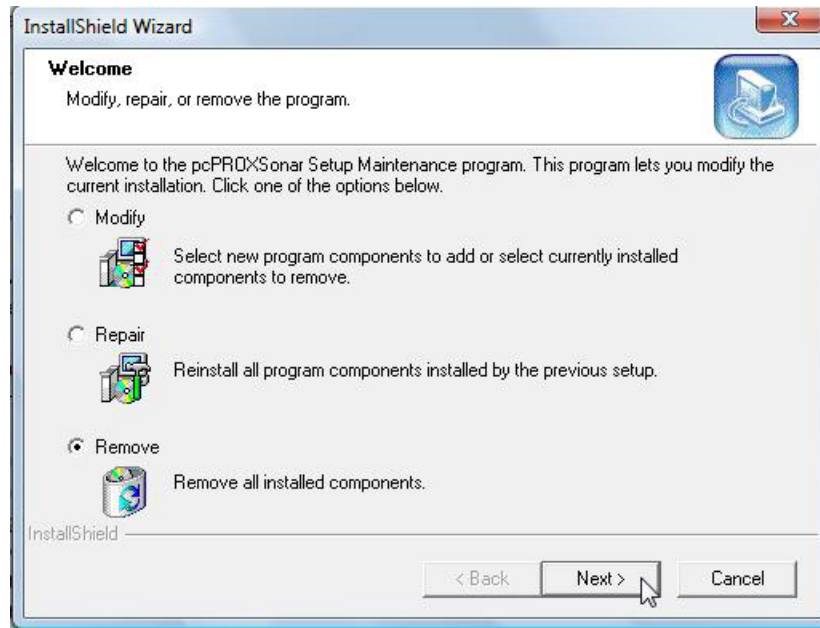 InstallShield Wizard
Welcome
Modify, repair, or remove the program.
Welcome to the pcPROXSonar Setup Maintenance program. This program lets you modify the
current installation. Click one of the options below.
Modify
Select new program components to add or select currently installed
components to remove.
Repair
Reinstall all program components installed by the previous setup.
Remove
Remove all installed components.
InstallShield
< Back Next > Cancel